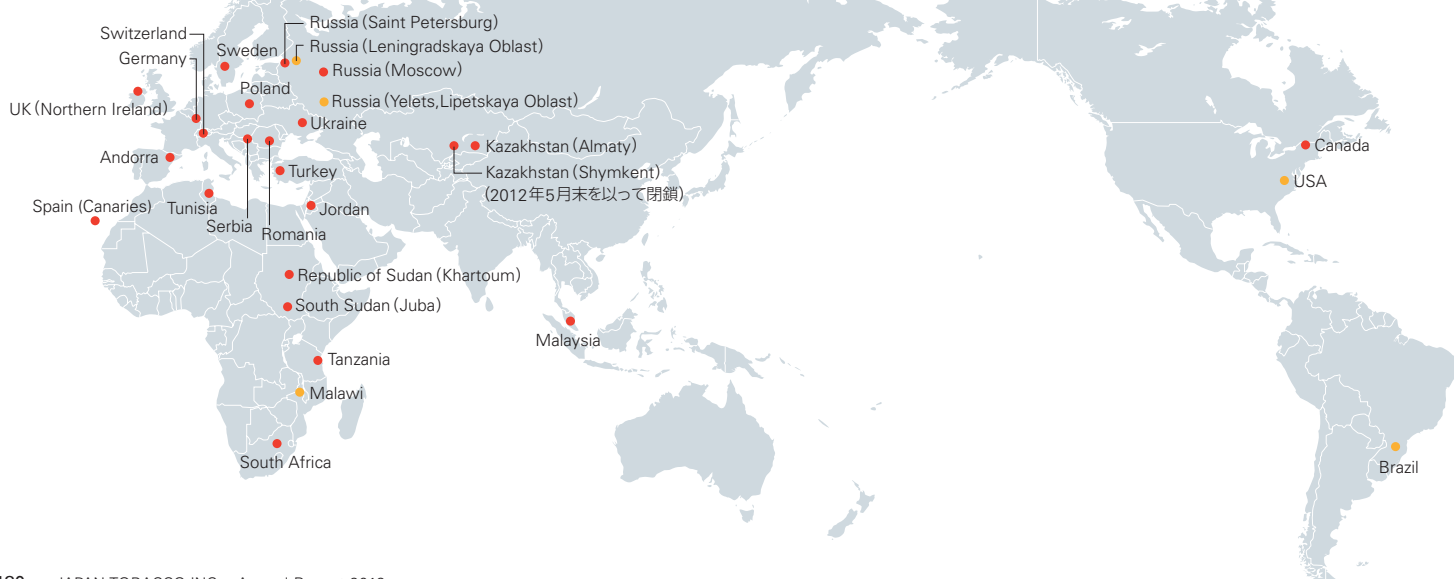 Russia (Saint Petersburg)
Switzerland
Russia (Leningradskaya Oblast)
Sweden
Germany
Russia (Moscow)
Poland
Russia (Yelets,Lipetskaya Oblast)
UK (Northern Ireland)
Ukraine
Kazakhstan (Almaty)
Canada
Andorra
Turkey
Kazakhstan (Shymkent)
(2012年5月末を以って閉鎖)
USA
Spain (Canaries)
Tunisia
Jordan
Serbia
Romania
Republic of Sudan (Khartoum)
South Sudan (Juba)
Malaysia
Tanzania
Malawi
South Africa
Brazil